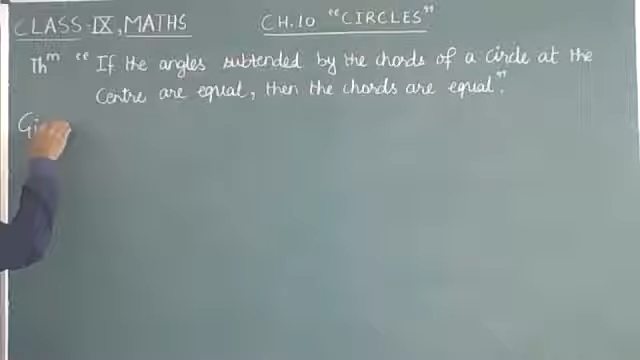 CLASS-IX, MATHS CH.10 "CIRCLES"
Thm "If the angles subtended by the chords of a circle at the
Centre are equal, then the chords are equal".
Gi